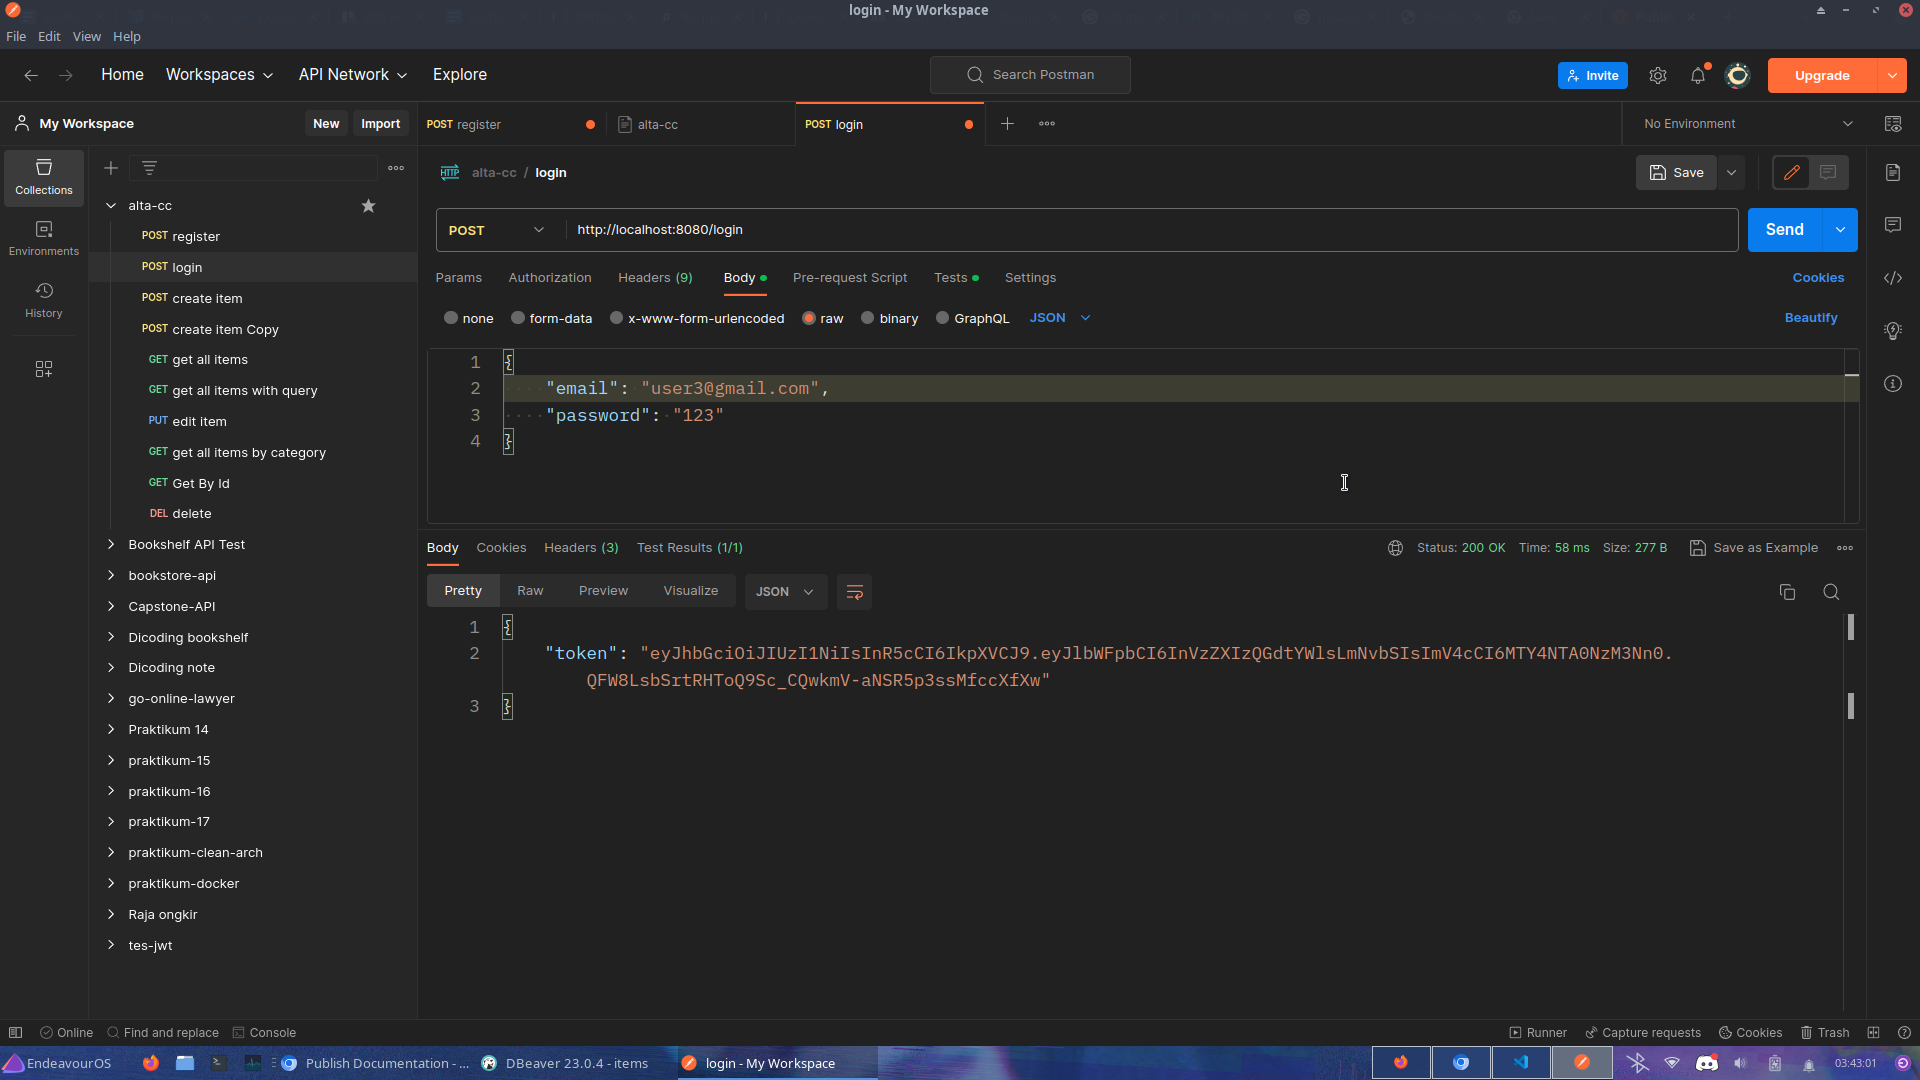 login - My Workspace
File Edit View Help
Home Workspaces API Network Explore
Search Postman
Invite
Upgrade
My Workspace
New Import
POST register
alta-cc
POST login
No Environment
Collections
Environments
History
alta-cc
POST register
POST login
POST create item
POST create item Copy
GET get all items
GET get all items with query
PUT edit item
GET get all items by category
GET Get By Id
DEL delete
Bookshelf API Test
bookstore-api
Capstone-API
Dicoding bookshelf
Dicoding note
go-online-lawyer
Praktikum 14
praktikum-15
praktikum-16
praktikum-17
praktikum-clean-arch
praktikum-docker
Raja ongkir
tes-jwt
HTTP alta-cc / login
Save
POST http://localhost:8080/login
Send
Params Authorization Headers (9) Body Pre-request Script Tests Settings
Cookies
none form-data x-www-form-urlencoded raw binary GraphQL JSON
Beautify
1 {
2 "email": "user3@gmail.com",
3 "password": "123"
4 }
Body Cookies Headers (3) Test Results (1/1)
Status: 200 OK Time: 58 ms Size: 277 B Save as Example
Pretty Raw Preview Visualize JSON
1 {
2 "token": "eyJhbGciOiJIUzI1NiIsInR5cCI6IkpXVCJ9.eyJlbWFpbCI6InVzZXIzQGdtYWlsLmNvbSIsImV4cCI6MTY4NTA0NzM3Nn0.
QFW8LsbSrtRHToQ9Sc_CQwkmV-aNSR5p3ssMfccXfXw"
3 }
Online Find and replace Console
Runner Capture requests Cookies Trash
EndeavourOS
Publish Documentation - ...
DBeaver 23.0.4 - items
login - My Workspace
03:43:01